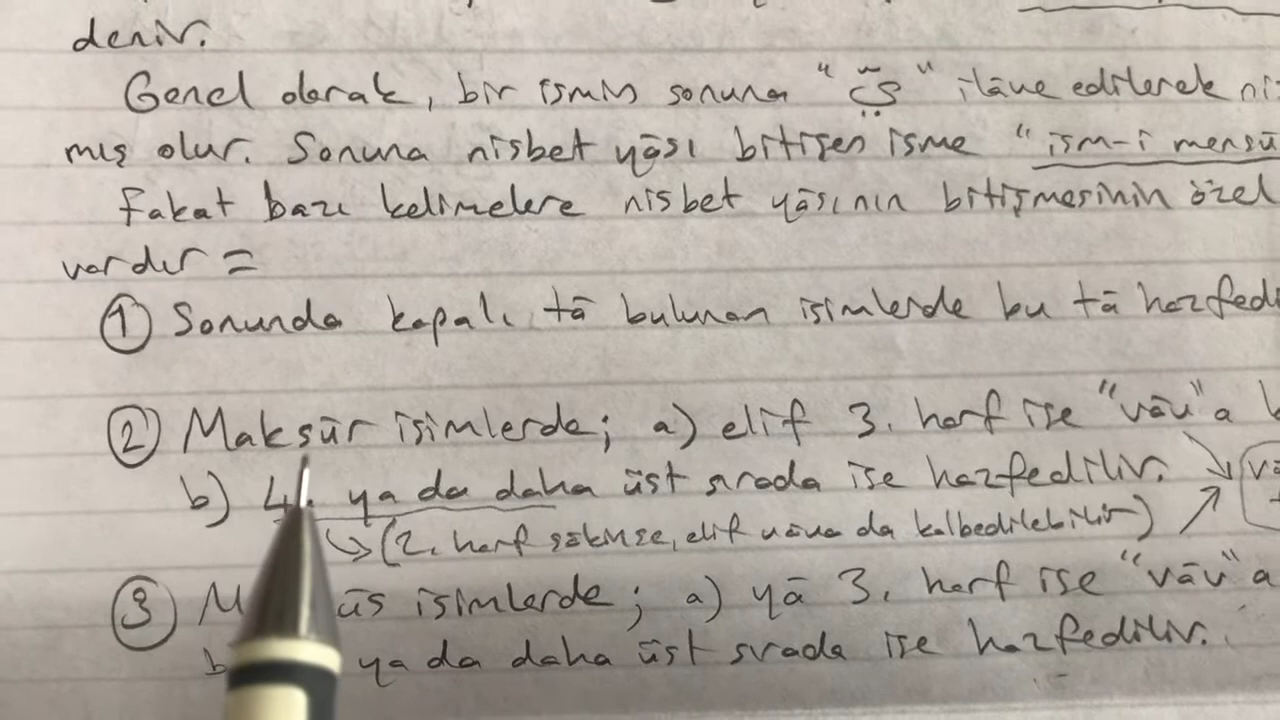 denir.
Genel olarak, bir ismin sonuna "يّ" ilâve edilerek
miş olur. Sonuna nisbet yâsı bitişen isme "ism-i mensû
Fakat bazı kelimelere nisbet yâsının bitişmesinin özel
vardır =
① Sonunda kapalı tâ bulunan isimlerde bu tâ hazfedi
② Maksûr isimlerde; a) elif 3. harf ise "vâv"a
b) 4. ya da daha üst sırada ise hazfedilir.
(2. harf sâkinse, elif vâva da kalbedilebilir)
③ isimlerde; a) yâ 3. harf ise "vâv"a
b ya da daha üst sırada ise hazfedilir.